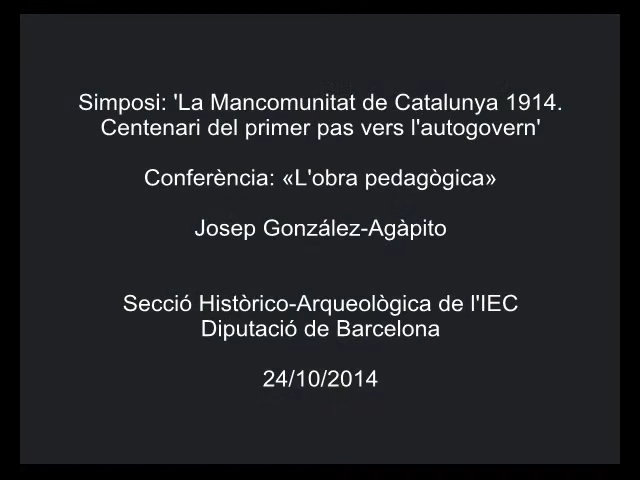 Simposi: 'La Mancomunitat de Catalunya 1914.
Centenari del primer pas vers l'autogovern'
Conferència: «L'obra pedagògica»
Josep González-Agàpito
Secció Històrico-Arqueològica de l'IEC
Diputació de Barcelona
24/10/2014